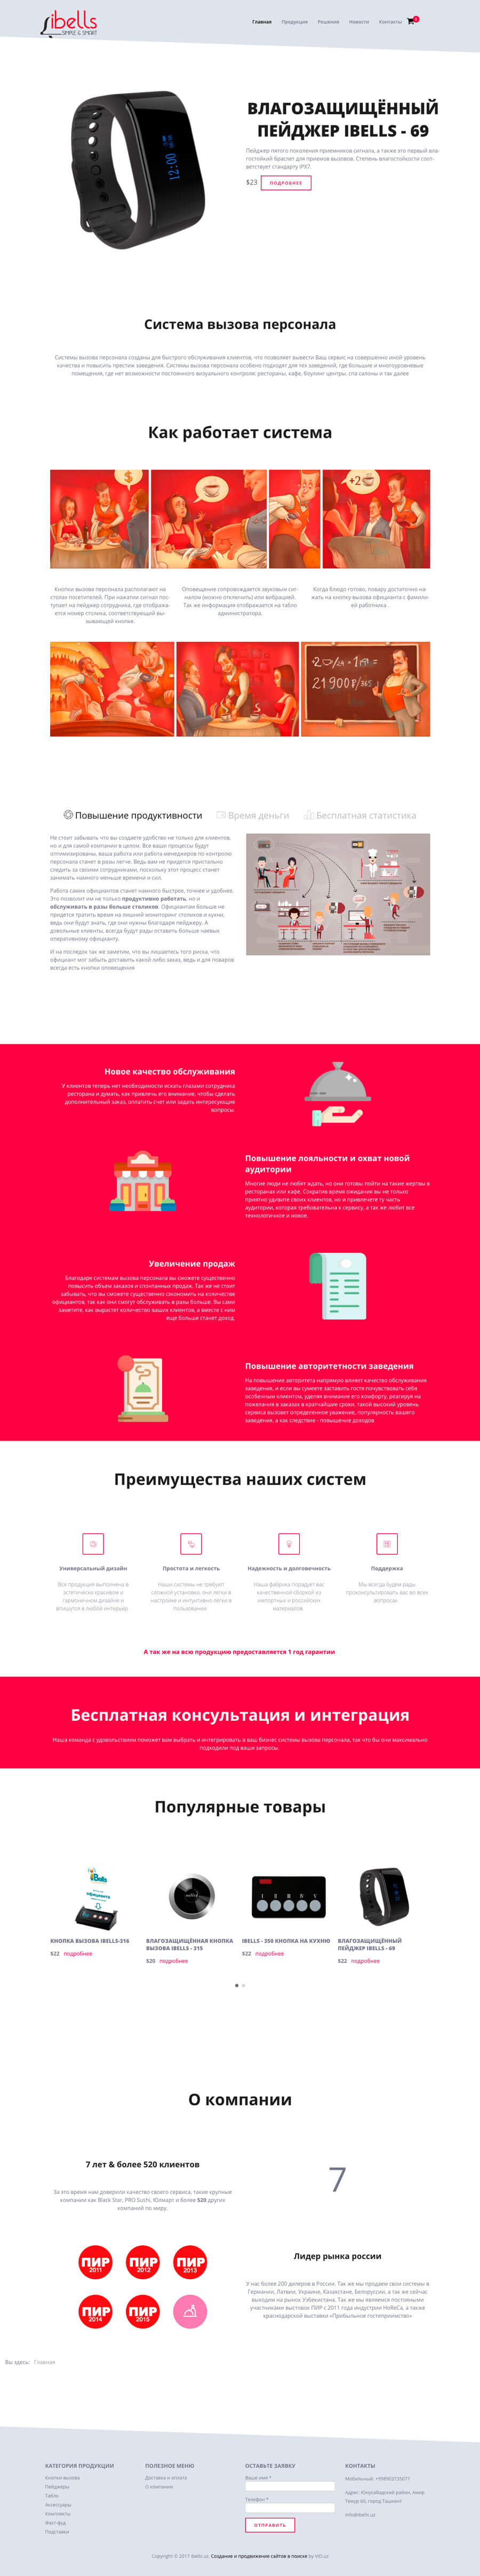 ibells
SIMPLE & SMART
Главная Продукция Решения Новости Контакты
ВЛАГОЗАЩИЩЁННЫЙ
ПЕЙДЖЕР IBELLS - 69
Пейджер пятого поколения приемников сигнала, а также это первый вла-
гостойкий браслет для приемов вызовов. Степень влагостойкости соот-
ветствует стандарту IPX7.
$23 ПОДРОБНЕЕ
12:00
Система вызова персонала
Системы вызова персонала созданы для быстрого обслуживания клиентов, что позволяет вывести Ваш сервис на совершенно иной уровень
качества и повысить престиж заведения. Системы вызова персонала особенно подходят для тех заведений, где большие и многоуровневые
помещения, где нет возможности постоянного визуального контроля: рестораны, кафе, боулинг центры, спа салоны и так далее
Как работает система
$
+2
Кнопки вызова персонала располагают на
столах посетителей. При нажатии сигнал пос-
тупает на пейджер сотрудника, где отобража-
ется номер столика, соответствующий вы-
зывающей кнопке.
Оповещение сопровождается звуковым сиг-
налом (можно отключить) или вибрацией.
Так же информация отображается на табло
администратора.
Когда блюдо готово, повару достаточно на-
жать на кнопку вызова официанта с фамили-
ей работника .
Повышение продуктивности Время деньги Бесплатная статистика
Не стоит забывать что вы создаете удобство не только для клиентов,
но и для самой компании в целом. Все ваши процессы будут
оптимизированы, ваша работа или работа менеджеров по контролю
персонала станет в разы легче. Ведь вам не придется пристально
следить за своими сотрудниками, поскольку этот процесс станет
занимать намного меньше времени и сил.
Работа самих официантов станет намного быстрее, точнее и удобнее.
Это позволит им не только продуктивно работать, но и
обслуживать в разы больше столиков. Официантам больше не
придется тратить время на лишний мониторинг столиков и кухни,
ведь они будут знать, где они нужны благодаря пейджеру. А
довольные клиенты, всегда будут рады оставить больше чаевых
отзывчивому официанту.
И на последок так же заметим, что вы лишаетесь того риска, что
официант мог забыть доставить какой либо заказ, ведь и для поваров
всегда есть кнопки оповещения
Новое качество обслуживания
У клиентов теперь нет необходимости искать глазами сотрудника
ресторана и думать, как привлечь его внимание, чтобы сделать
дополнительный заказ, оплатить счет или задать интересующие
вопросы.
Повышение лояльности и охват новой
аудитории
Многие люди не любят ждать, но они готовы пойти на такие жертвы в
ресторанах или кафе. Сократив время ожидания вы не только
приятно удивите своих клиентов, но и привлечете ту часть
аудитории, которая требовательна к сервису, а так же любит все
технологичное и новое.
Увеличение продаж
Благодаря системам вызова персонала вы сможете существенно
повысить объем заказов и спонтанных продаж. Так же не стоит
забывать, что вы сможете существенно сэкономить на количестве
официантов, так как они смогут обслуживать в разы больше. Вы сами
заметите, как вырастет количество ваших клиентов, а вместе с ним
еще больше станет доход.
Повышение авторитетности заведения
На повышение авторитета напрямую влияет качество обслуживания
заведения, и если вы сумеете заставить гостя почувствовать себя
особенным клиентом, уделяя внимание его комфорту, реагируя на
пожелания в заказах в кратчайшие сроки, такой высокий уровень
сервиса вызовет определённое уважение, популярность вашего
заведения, а как следствие - повышение доходов
Преимущества наших систем
Универсальный дизайн
Вся продукция выполнена в
эстетически-красивом и
гармоничном дизайне и
впишутся в любой интерьер.
Простота и легкость
Наши системы не требуют
сложной установки, они легки в
настройке и интуитивно легки в
пользовании.
Надежность и долговечность
Наша фабрика порадует вас
качественной сборкой из
импортных и российских
материалов.
Поддержка
Мы всегда будем рады
проконсультировать вас во всех
вопросах
А так же на всю продукцию предоставляется 1 год гарантии
Бесплатная консультация и интеграция
Наша команда с удовольствием поможет вам выбрать и интегрировать в ваш бизнес системы вызова персонала, так что бы они максимально
подходили под ваши запросы.
Популярные товары
КНОПКА ВЫЗОВА IBELLS-316
$22 подробнее
ВЛАГОЗАЩИЩЁННАЯ КНОПКА
ВЫЗОВА IBELLS - 315
$20 подробнее
IBELLS - 350 КНОПКА НА КУХНЮ
$22 подробнее
ВЛАГОЗАЩИЩЁННЫЙ
ПЕЙДЖЕР IBELLS - 69
$22 подробнее
О компании
7 лет & более 520 клиентов
За это время нам доверили качество своего сервиса, такие крупные
компании как Black Star, PRO Sushi, Юлмарт и более 520 других
компаний по миру.
7
ПИР 2011
ПИР 2012
ПИР 2013
ПИР 2014
ПИР 2015
Лидер рынка россии
У нас более 200 дилеров в России. Так же мы продаем свои системы в
Германии, Латвии, Украине, Казахстане, Белоруссии, а так же сейчас
выходим на рынок Узбекистана. Так же мы являемся постоянными
участниками выставок ПИР с 2011 года индустрии HoReCa, а также
краснодарской выставки «Прибыльное гостеприимство»
Вы здесь: Главная
КАТЕГОРИЯ ПРОДУКЦИИ
Кнопки вызова
Пейджеры
Табло
Аксессуары
Комплекты
Фаст-фуд
Подставки
ПОЛЕЗНОЕ МЕНЮ
Доставка и оплата
О компании
ОСТАВЬТЕ ЗАЯВКУ
Ваше имя *
Телефон *
ОТПРАВИТЬ
КОНТАКТЫ
Мобильный: +998903735077
Адрес: Юнусабадский район, Амир
Темур 60, город Ташкент
info@ibells.uz
Copyright © 2017 ibells.uz. Создание и продвижение сайтов в поиске by VID.uz